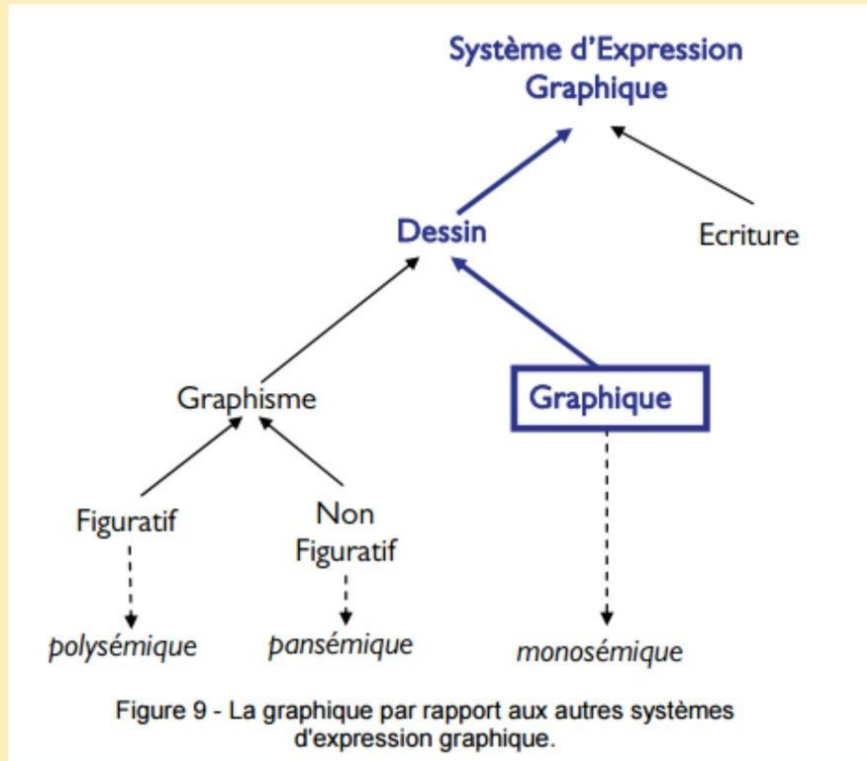 Système d'Expression
Graphique
Dessin
Ecriture
Graphisme
Graphique
Figuratif
Non
Figuratif
polysémique
pansémique
monosémique
Figure 9 - La graphique par rapport aux autres systèmes
d'expression graphique.